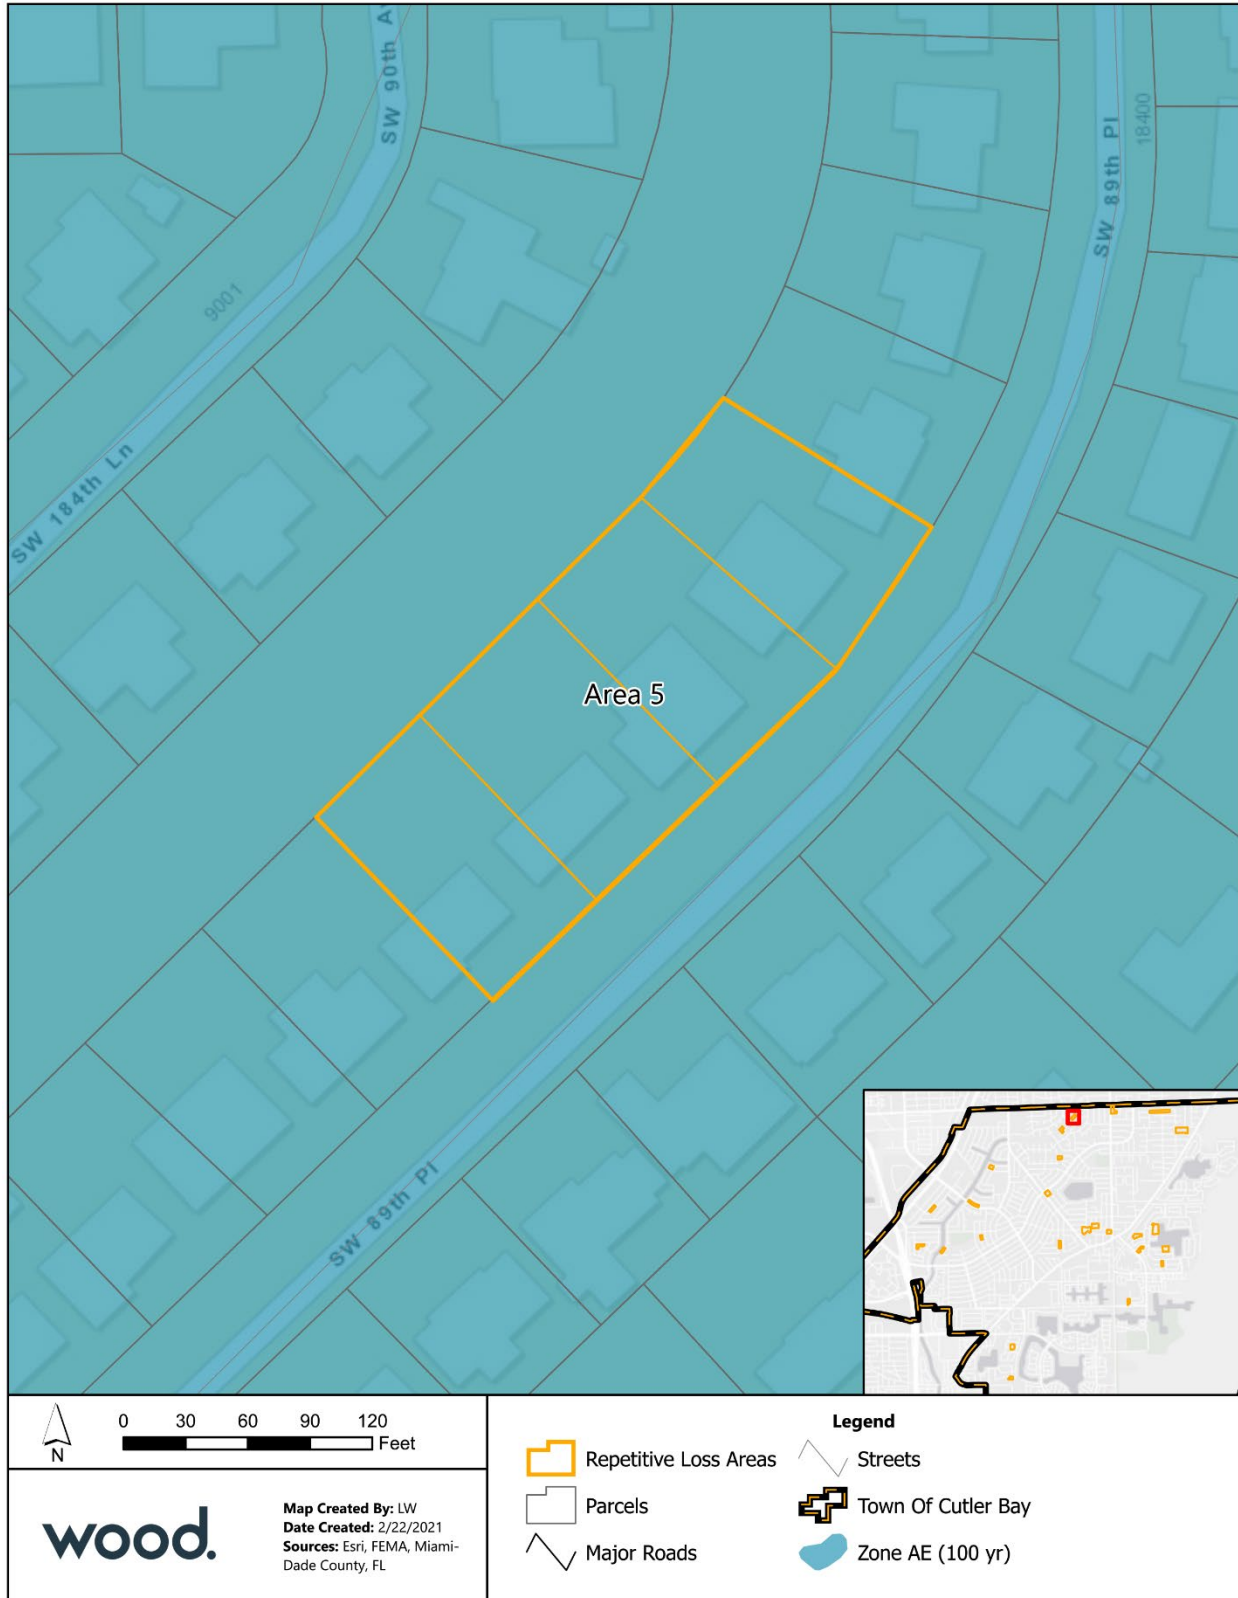 SW 90th Av
18400
SW 89th Pl
9001
SW 184th Ln
Area 5
SW 89th Pl
0 30 60 90 120
Feet
N
Legend
Repetitive Loss Areas
Streets
Parcels
Town Of Cutler Bay
Major Roads
Zone AE (100 yr)
wood.
Map Created By: LW
Date Created: 2/22/2021
Sources: Esri, FEMA, Miami-
Dade County, FL